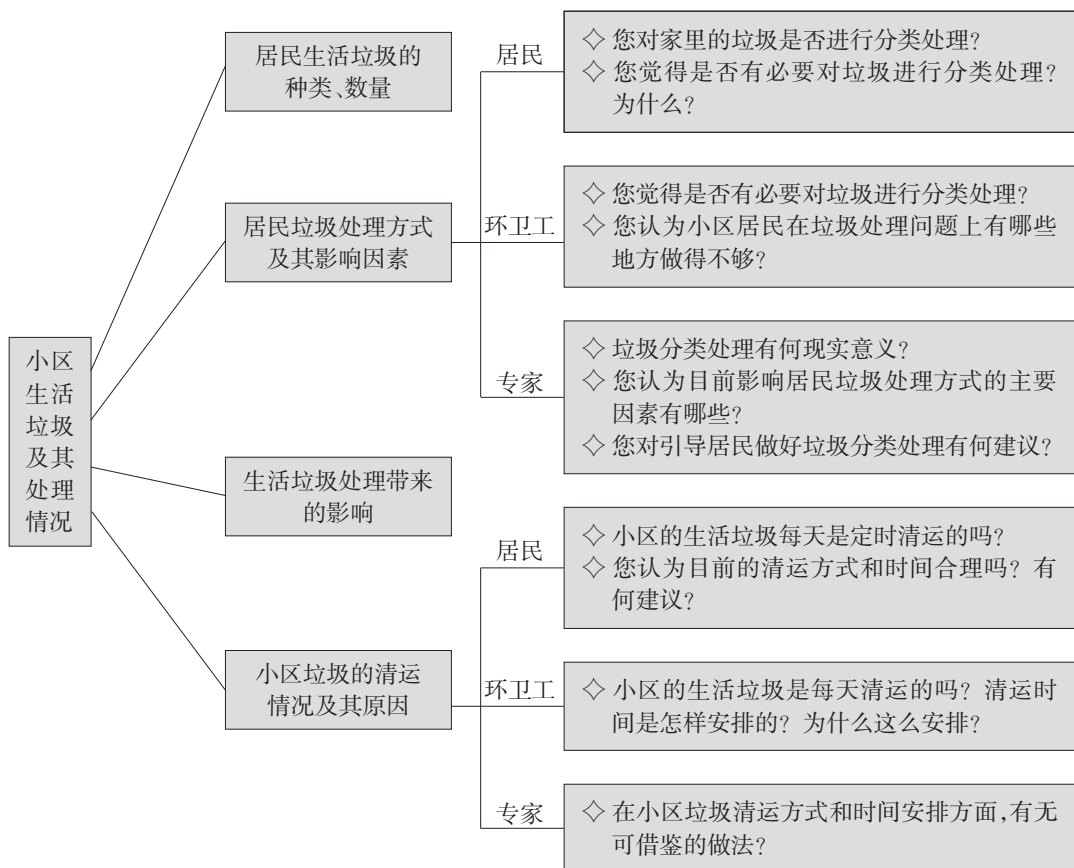 小区
生活
垃圾
及其
处理
情况
居民生活垃圾的
种类、数量
居民垃圾处理方式
及其影响因素
居民
◇ 您对家里的垃圾是否进行分类处理？
◇ 您觉得是否有必要对垃圾进行分类处理？
为什么？
环卫工
◇ 您觉得是否有必要对垃圾进行分类处理？
◇ 您认为小区居民在垃圾处理问题上有哪些
地方做得不够？
专家
◇ 垃圾分类处理有何现实意义？
◇ 您认为目前影响居民垃圾处理方式的主要
因素有哪些？
◇ 您对引导居民做好垃圾分类处理有何建议？
生活垃圾处理带来
的影响
小区垃圾的清运
情况及其原因
居民
◇ 小区的生活垃圾每天是定时清运的吗？
◇ 您认为目前的清运方式和时间合理吗？有
何建议？
环卫工
◇ 小区的生活垃圾是每天清运的吗？清运时
间是怎样安排的？为什么这么安排？
专家
◇ 在小区垃圾清运方式和时间安排方面，有无
可借鉴的做法？